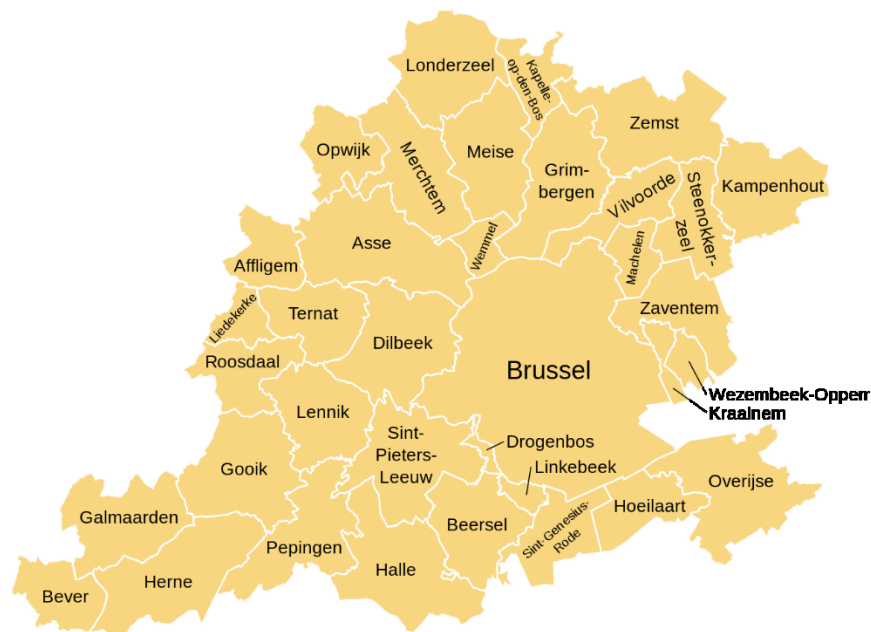 Londerzeel
Kapelle-
op-den-Bos
Zemst
Opwijk
Merchtem
Meise
Grim-
bergen
Vilvoorde
Steenokker-
zeel
Kampenhout
Asse
Wemmel
Machelen
Affligem
Liedekerke
Ternat
Zaventem
Dilbeek
Roosdaal
Brussel
Wezembeek-Oppem
Kraainem
Lennik
Sint-
Pieters-
Leeuw
Drogenbos
Linkebeek
Gooik
Overijse
Hoeilaart
Galmaarden
Beersel
Sint-Genesius-
Rode
Pepingen
Halle
Herne
Bever